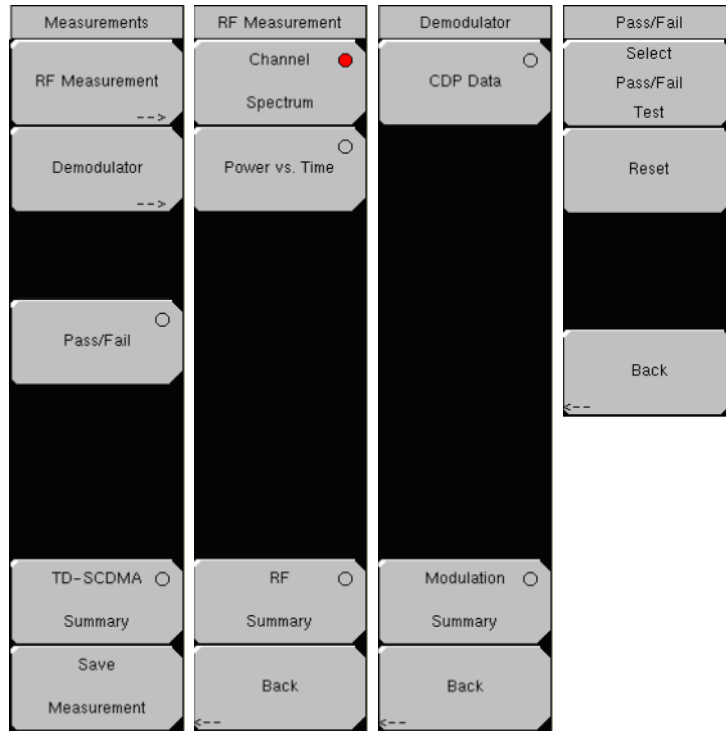 Measurements
RF Measurement
-->
Demodulator
-->
Pass/Fail
TD-SCDMA
Summary
Save
Measurement
RF Measurement
Channel
Spectrum
Power vs. Time
RF
Summary
Back
<--
Demodulator
CDP Data
Modulation
Summary
Back
<--
Pass/Fail
Select
Pass/Fail
Test
Reset
Back
<--